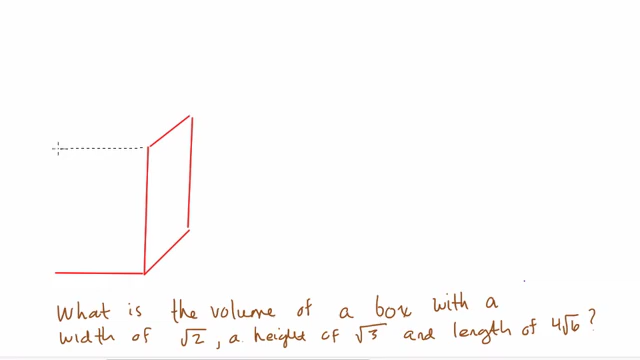 What is the volume of a box with a
width of √2, a height of √3 and length of 4√6?